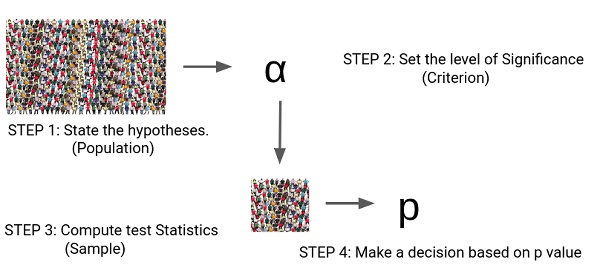 α
STEP 2: Set the level of Significance
(Criterion)
STEP 1: State the hypotheses.
(Population)
p
STEP 3: Compute test Statistics
(Sample)
STEP 4: Make a decision based on p value